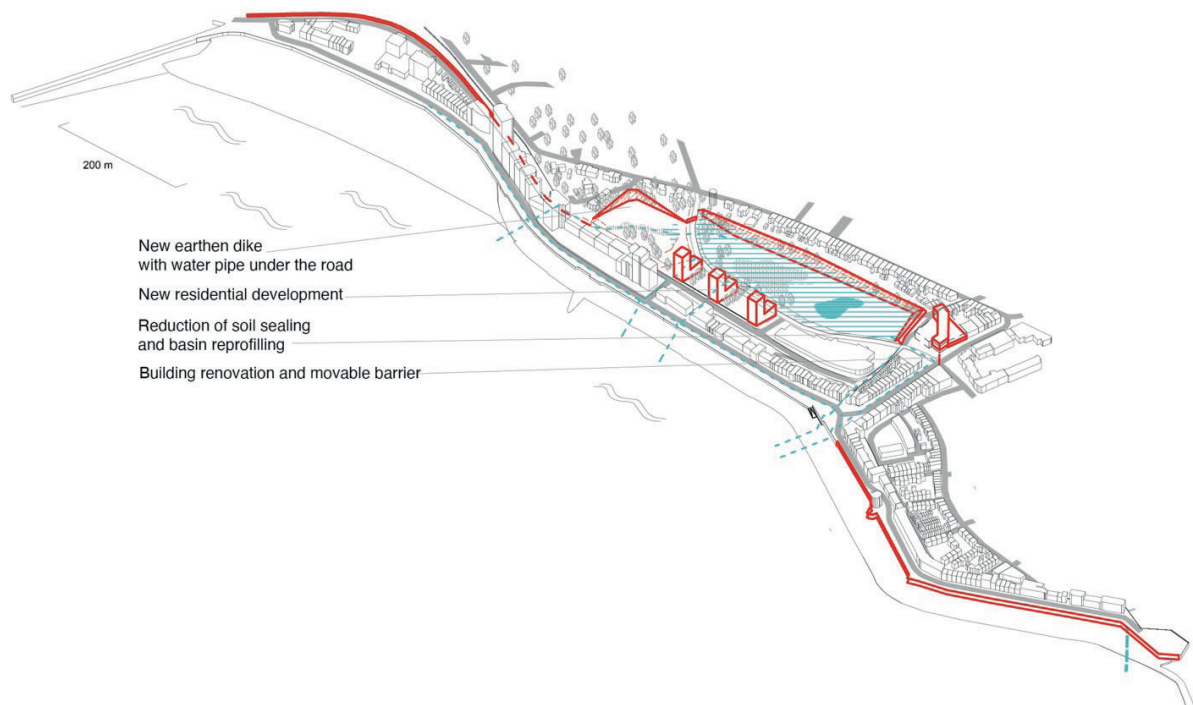 200 m
New earthen dike
with water pipe under the road
New residential development
Reduction of soil sealing
and basin reprofilling
Building renovation and movable barrier